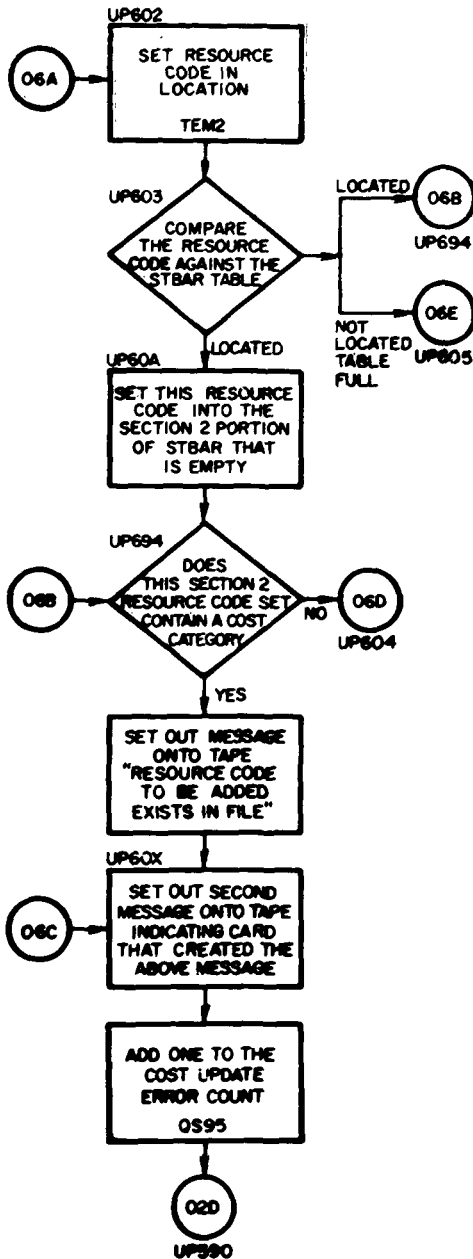 UP602
06A
SET RESOURCE
CODE IN
LOCATION
TEM2
UP603
COMPARE
THE RESOURCE
CODE AGAINST THE
STBAR TABLE
LOCATED
06B
UP694
06E
UP605
NOT
LOCATED
TABLE
FULL
LOCATED
UP60A
SET THIS RESOURCE
CODE INTO THE
SECTION 2 PORTION
OF STBAR THAT
IS EMPTY
UP694
06B
DOES
THIS SECTION 2
RESOURCE CODE SET
CONTAIN A COST
CATEGORY
NO
06D
UP604
YES
SET OUT MESSAGE
ONTO TAPE
"RESOURCE CODE
TO BE ADDED
EXISTS IN FILE"
UP60X
06C
SET OUT SECOND
MESSAGE ONTO TAPE
INDICATING CARD
THAT CREATED THE
ABOVE MESSAGE
ADD ONE TO THE
COST UPDATE
ERROR COUNT
QS95
02D
UP590